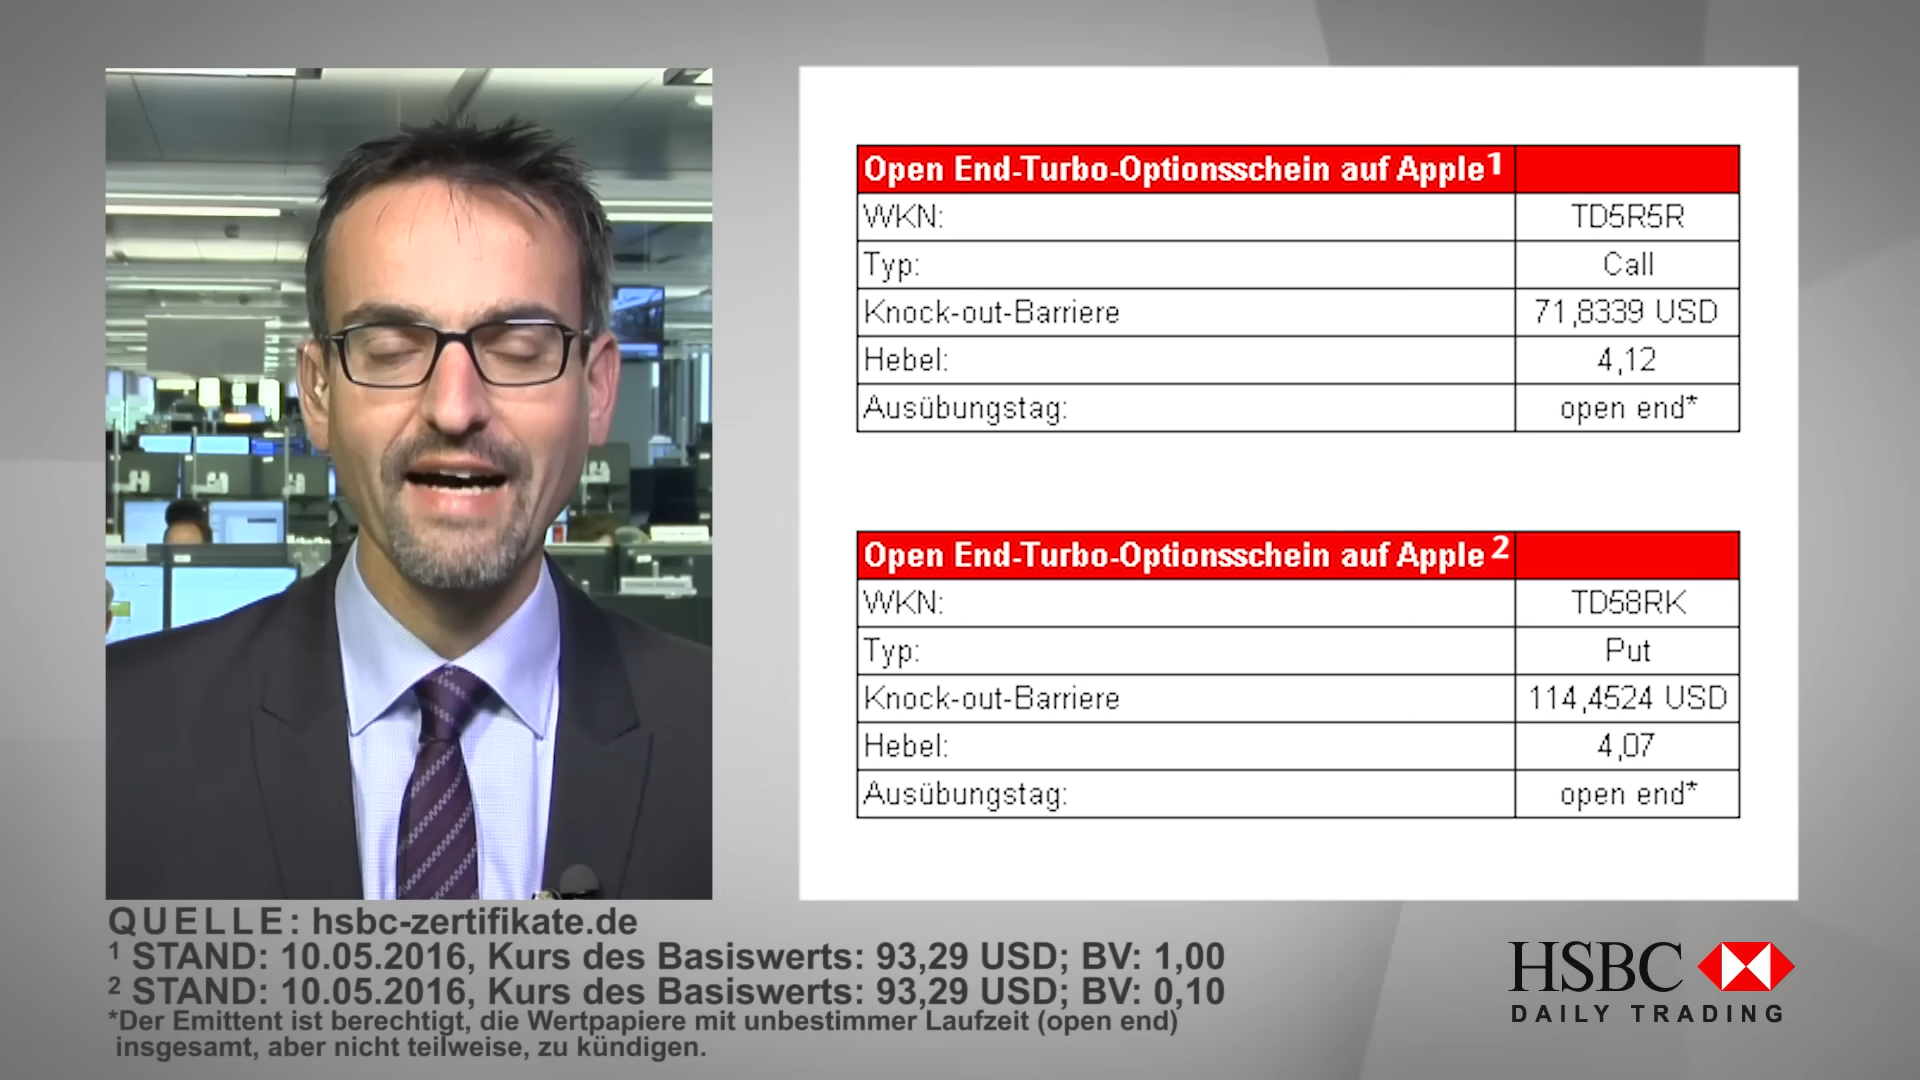 Open End-Turbo-Optionsschein auf Apple¹
WKN: TD5R5R
Typ: Call
Knock-out-Barriere 71,8339 USD
Hebel: 4,12
Ausübungstag: open end*
Open End-Turbo-Optionsschein auf Apple ²
WKN: TD58RK
Typ: Put
Knock-out-Barriere 114,4524 USD
Hebel: 4,07
Ausübungstag: open end*
QUELLE: hsbc-zertifikate.de
¹ STAND: 10.05.2016, Kurs des Basiswerts: 93,29 USD; BV: 1,00
² STAND: 10.05.2016, Kurs des Basiswerts: 93,29 USD; BV: 0,10
*Der Emittent ist berechtigt, die Wertpapiere mit unbestimmer Laufzeit (open end)
insgesamt, aber nicht teilweise, zu kündigen.
HSBC
DAILY TRADING